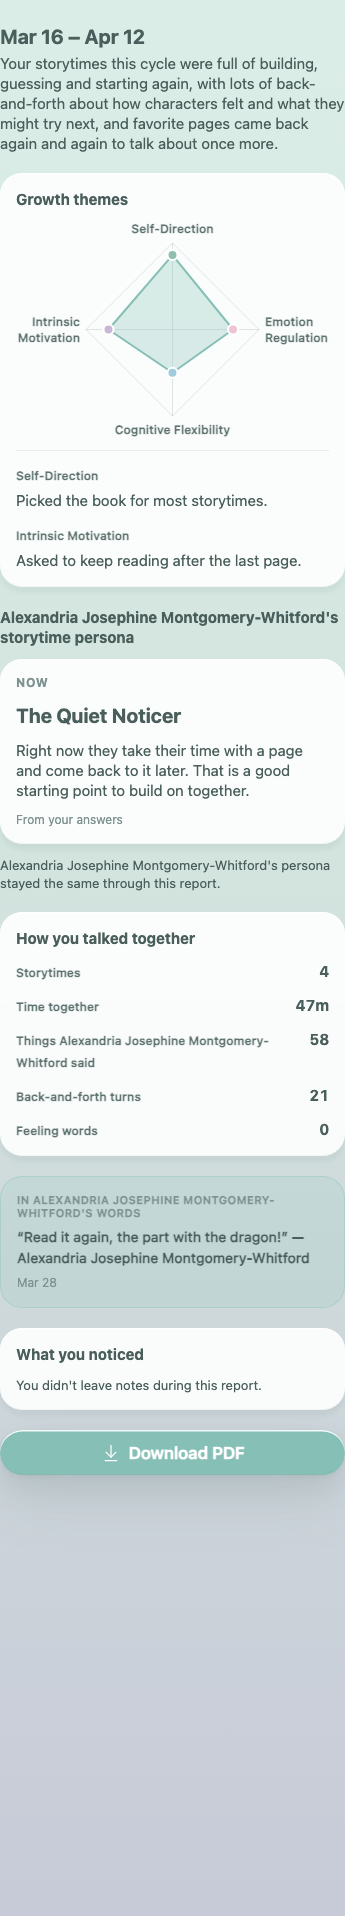 Mar 16 – Apr 12
Your storytimes this cycle were full of building,
guessing and starting again, with lots of back-
and-forth about how characters felt and what they
might try next, and favorite pages came back
again and again to talk about once more.
Growth themes
Self-Direction
Intrinsic
Motivation
Emotion
Regulation
Cognitive Flexibility
Self-Direction
Picked the book for most storytimes.
Intrinsic Motivation
Asked to keep reading after the last page.
Alexandria Josephine Montgomery-Whitford's
storytime persona
NOW
The Quiet Noticer
Right now they take their time with a page
and come back to it later. That is a good
starting point to build on together.
From your answers
Alexandria Josephine Montgomery-Whitford's persona
stayed the same through this report.
How you talked together
Storytimes 4
Time together 47m
Things Alexandria Josephine Montgomery- 58
Whitford said
Back-and-forth turns 21
Feeling words 0
IN ALEXANDRIA JOSEPHINE MONTGOMERY-
WHITFORD'S WORDS
“Read it again, the part with the dragon!” —
Alexandria Josephine Montgomery-Whitford
Mar 28
What you noticed
You didn't leave notes during this report.
Download PDF